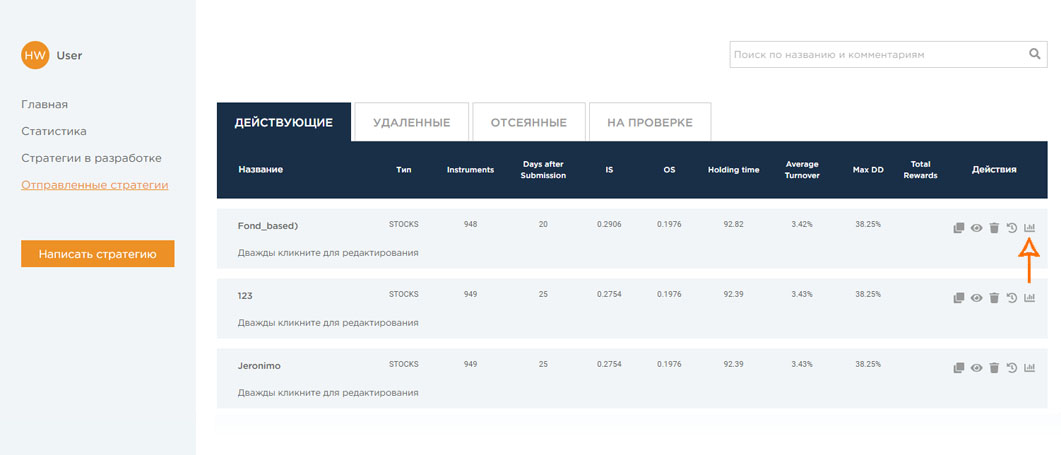 HW User
Поиск по названию и комментариям
Главная
Статистика
Стратегии в разработке
Отправленные стратегии
Написать стратегию
ДЕЙСТВУЮЩИЕ УДАЛЕННЫЕ ОТСЕЯННЫЕ НА ПРОВЕРКЕ
Название Тип Instruments Days after Submission IS OS Holding time Average Turnover Max DD Total Rewards Действия
Fond_based) STOCKS 948 20 0.2906 0.1976 92.82 3.42% 38.25%
Дважды кликните для редактирования
123 STOCKS 949 25 0.2754 0.1976 92.39 3.43% 38.25%
Дважды кликните для редактирования
Jeronimo STOCKS 949 25 0.2754 0.1976 92.39 3.43% 38.25%
Дважды кликните для редактирования